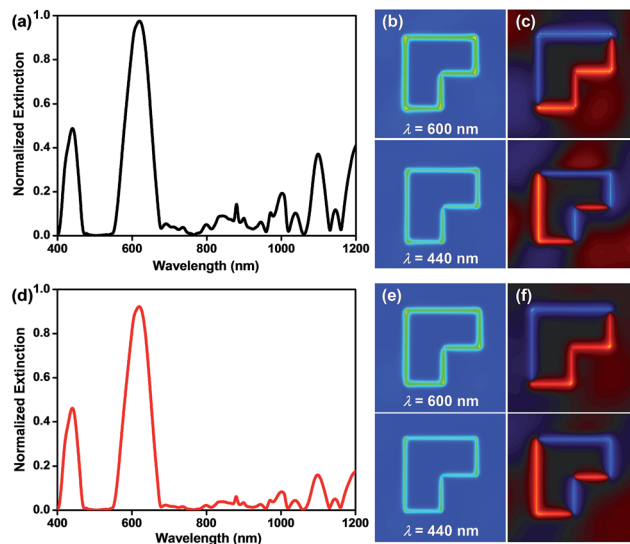 (a)
Normalized Extinction
1.0
0.8
0.6
0.4
0.2
0.0
400 600 800 1000 1200
Wavelength (nm)
(b)
λ = 600 nm
λ = 440 nm
(c)
(d)
Normalized Extinction
1.0
0.8
0.6
0.4
0.2
0.0
400 600 800 1000 1200
Wavelength (nm)
(e)
λ = 600 nm
λ = 440 nm
(f)